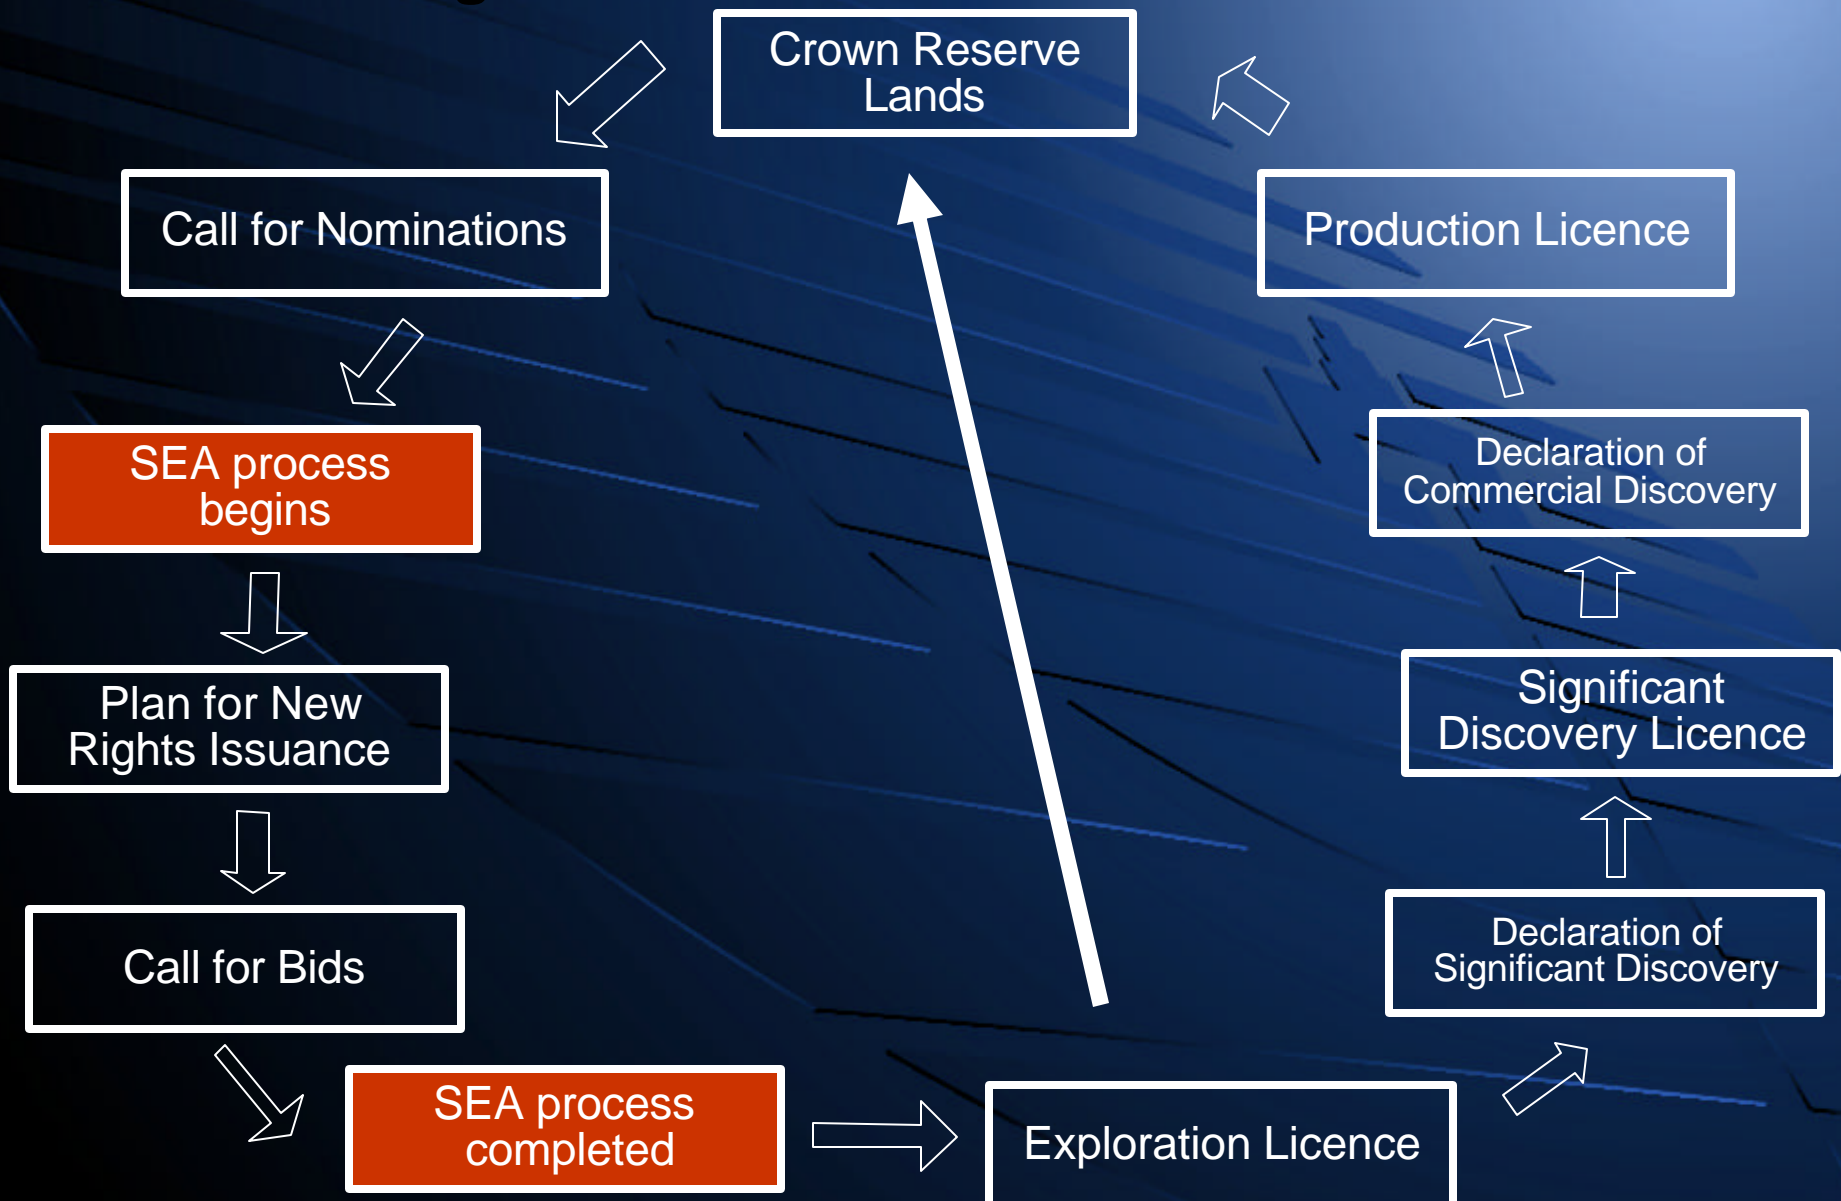 Crown Reserve
Lands
Call for Nominations
SEA process
begins
Plan for New
Rights Issuance
Call for Bids
SEA process
completed
Exploration Licence
Declaration of
Significant Discovery
Significant
Discovery Licence
Declaration of
Commercial Discovery
Production Licence